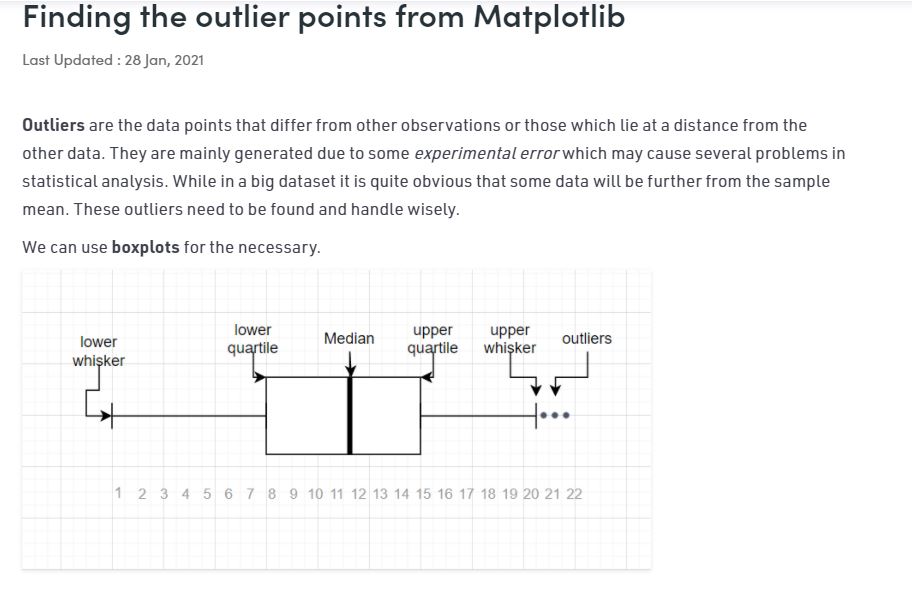 Finding the outlier points from Matplotlib
Last Updated : 28 Jan, 2021
Outliers are the data points that differ from other observations or those which lie at a distance from the
other data. They are mainly generated due to some experimental error which may cause several problems in
statistical analysis. While in a big dataset it is quite obvious that some data will be further from the sample
mean. These outliers need to be found and handle wisely.
We can use boxplots for the necessary.
lower
whisker
lower
quartile
Median
upper
quartile
upper
whisker
outliers
1 2 3 4 5 6 7 8 9 10 11 12 13 14 15 16 17 18 19 20 21 22